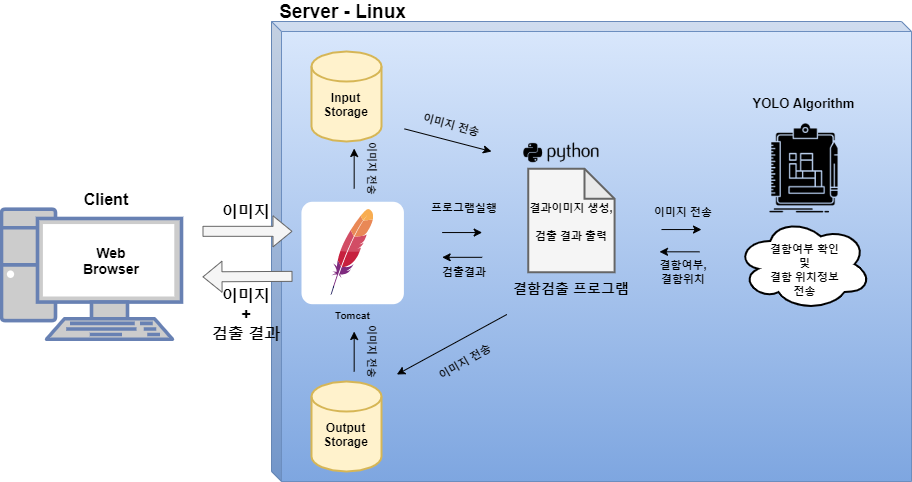 Server - Linux
Input
Storage
이미지 전송
이미지 전송
YOLO Algorithm
python
Client
Web
Browser
이미지
이미지
+
검출 결과
Tomcat
프로그램실행
검출결과
결과이미지 생성,
검출 결과 출력
결함검출 프로그램
이미지 전송
결함여부,
결함위치
결함여부 확인
및
결함 위치정보
전송
이미지 전송
이미지 전송
Output
Storage